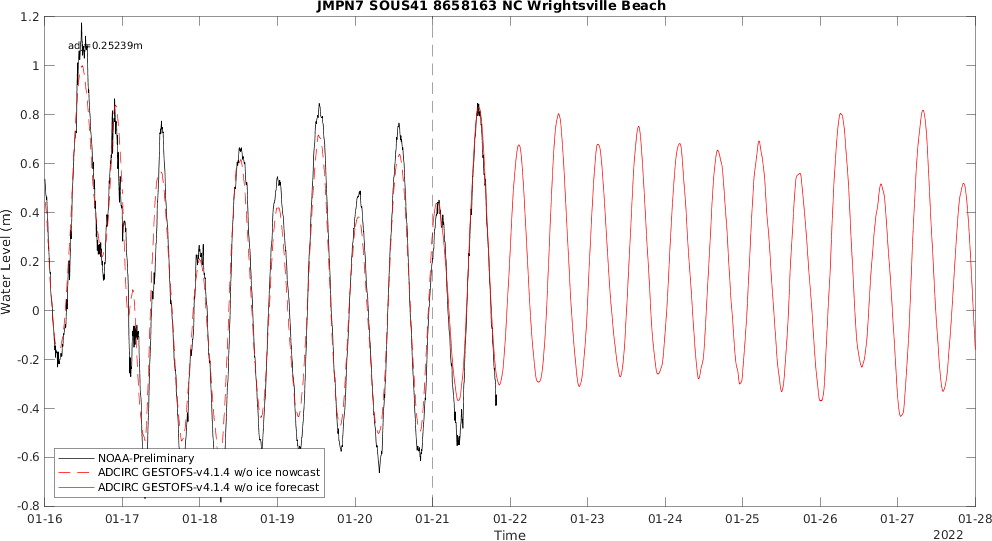 JMPN7 SOUS41 8658163 NC Wrightsville Beach
1.2
1
0.8
0.6
0.4
0.2
0
-0.2
-0.4
-0.6
-0.8
Water Level (m)
adj=0.25239m
NOAA-Preliminary
ADCIRC GESTOFS-v4.1.4 w/o ice nowcast
ADCIRC GESTOFS-v4.1.4 w/o ice forecast
01-16 01-17 01-18 01-19 01-20 01-21 01-22 01-23 01-24 01-25 01-26 01-27 01-28
Time
2022